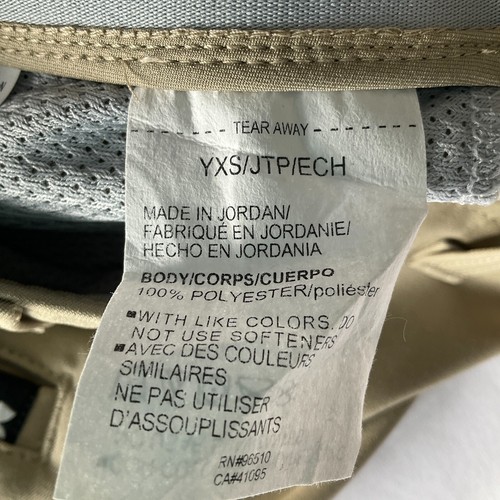 - - - - - - - - - TEAR AWAY - - - - - - - -
YXS/JTP/ECH
MADE IN JORDAN/
FABRIQUÉ EN JORDANIE/
HECHO EN JORDANIA
BODY/CORPS/CUERPO
100% POLYESTER/poliéster
■WITH LIKE COLORS, DO
NOT USE SOFTENERS
■AVEC DES COULEURS
SIMILAIRES
NE PAS UTILISER
D'ASSOUPLISSANTS
RN#96510
CA#41095